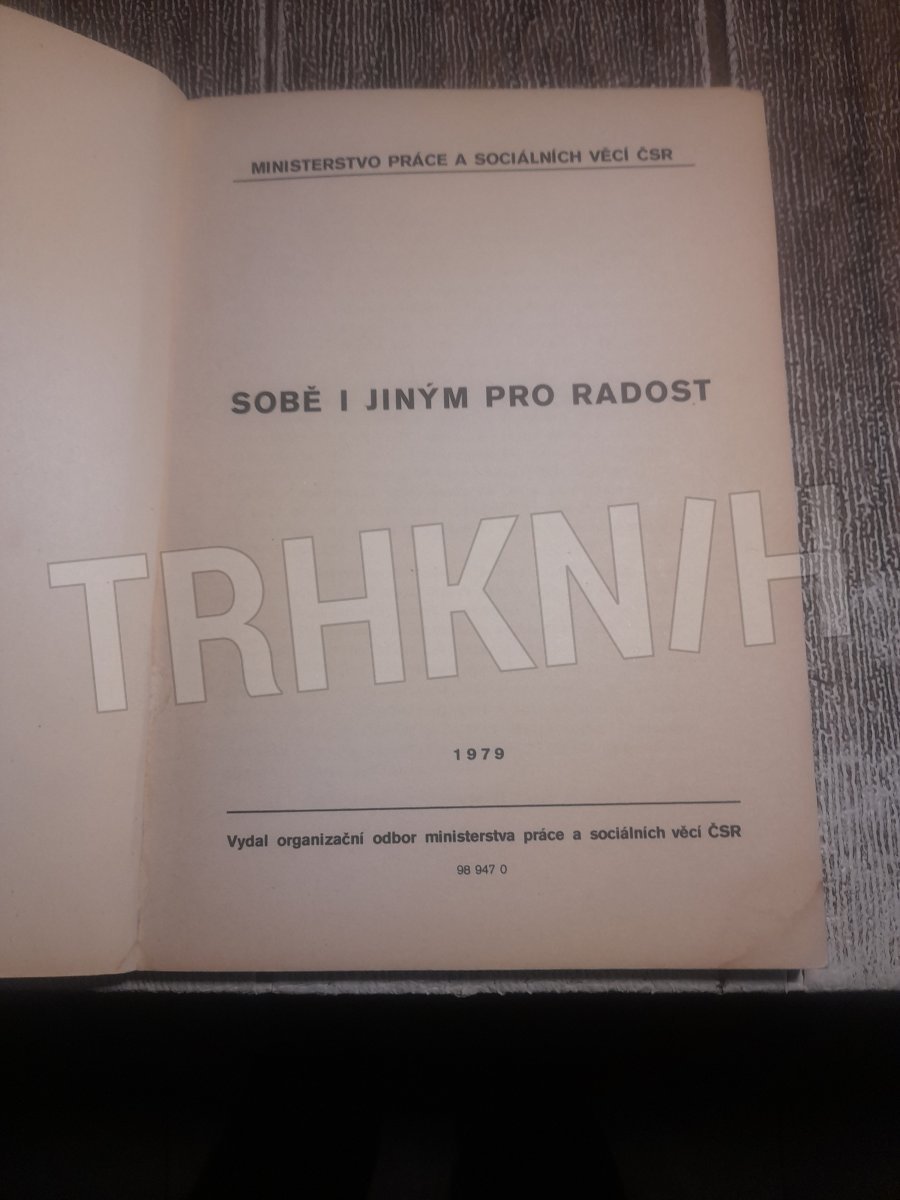 MINISTERSTVO PRÁCE A SOCIÁLNÍCH VĚCÍ ČSR
SOBĚ I JINÝM PRO RADOST
TRHKNIH
1979
Vydal organizační odbor ministerstva práce a sociálních věcí ČSR
98 947 0